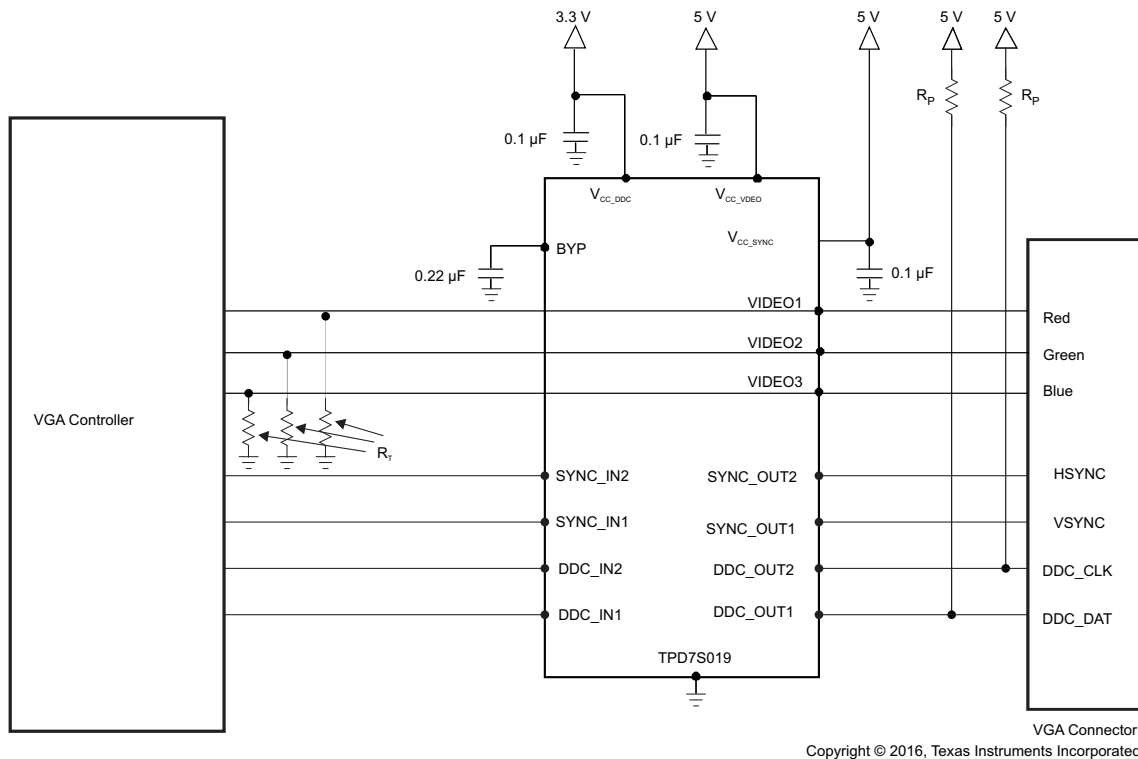 3.3 V
5 V
5 V
5 V
5 V
R_P
R_P
0.1 µF
0.1 µF
V_CC_DDC
V_CC_VDEO
V_CC_SYNC
BYP
0.22 µF
0.1 µF
VIDEO1
Red
VIDEO2
Green
VIDEO3
Blue
VGA Controller
R_T
SYNC_IN2
SYNC_OUT2
HSYNC
SYNC_IN1
SYNC_OUT1
VSYNC
DDC_IN2
DDC_OUT2
DDC_CLK
DDC_IN1
DDC_OUT1
DDC_DAT
TPD7S019
VGA Connector
Copyright © 2016, Texas Instruments Incorporated